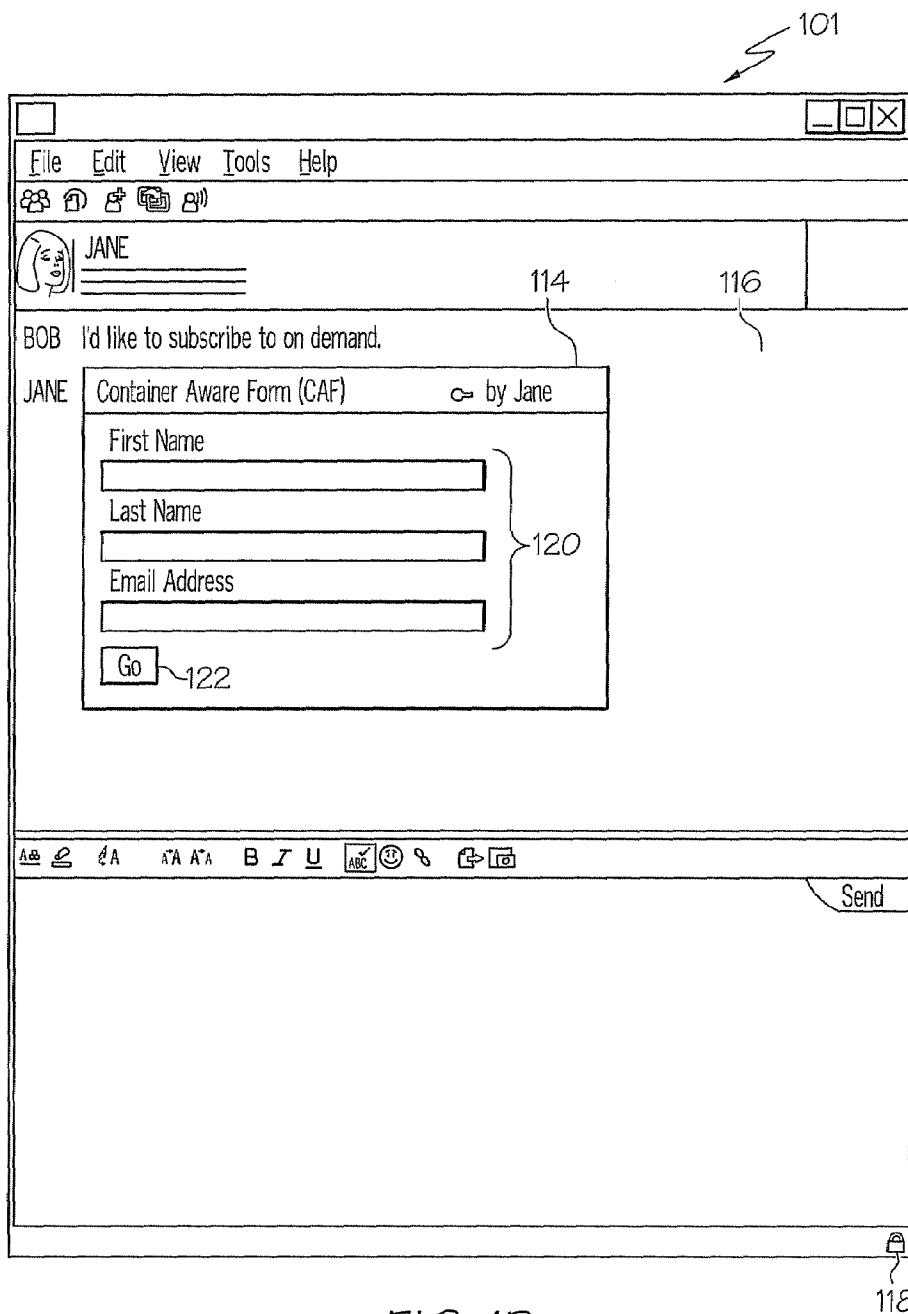 101
File Edit View Tools Help
JANE
114 116
BOB I'd like to subscribe to on demand.
JANE Container Aware Form (CAF) by Jane
First Name
Last Name
120
Email Address
Go 122
A A A A A B I U ABC
Send
118